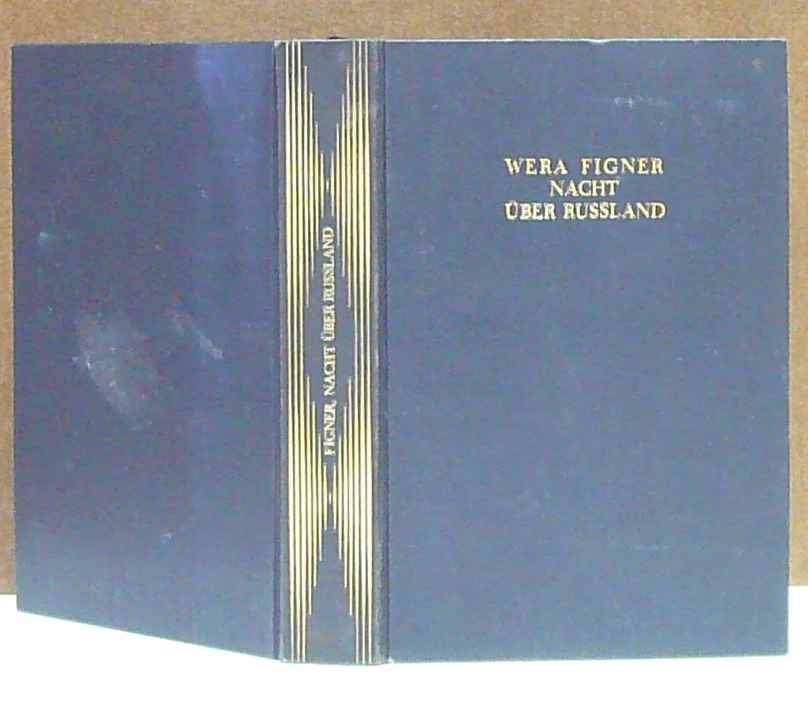 FIGNER, NACHT ÜBER RUSSLAND
WERA FIGNER
NACHT
ÜBER RUSSLAND